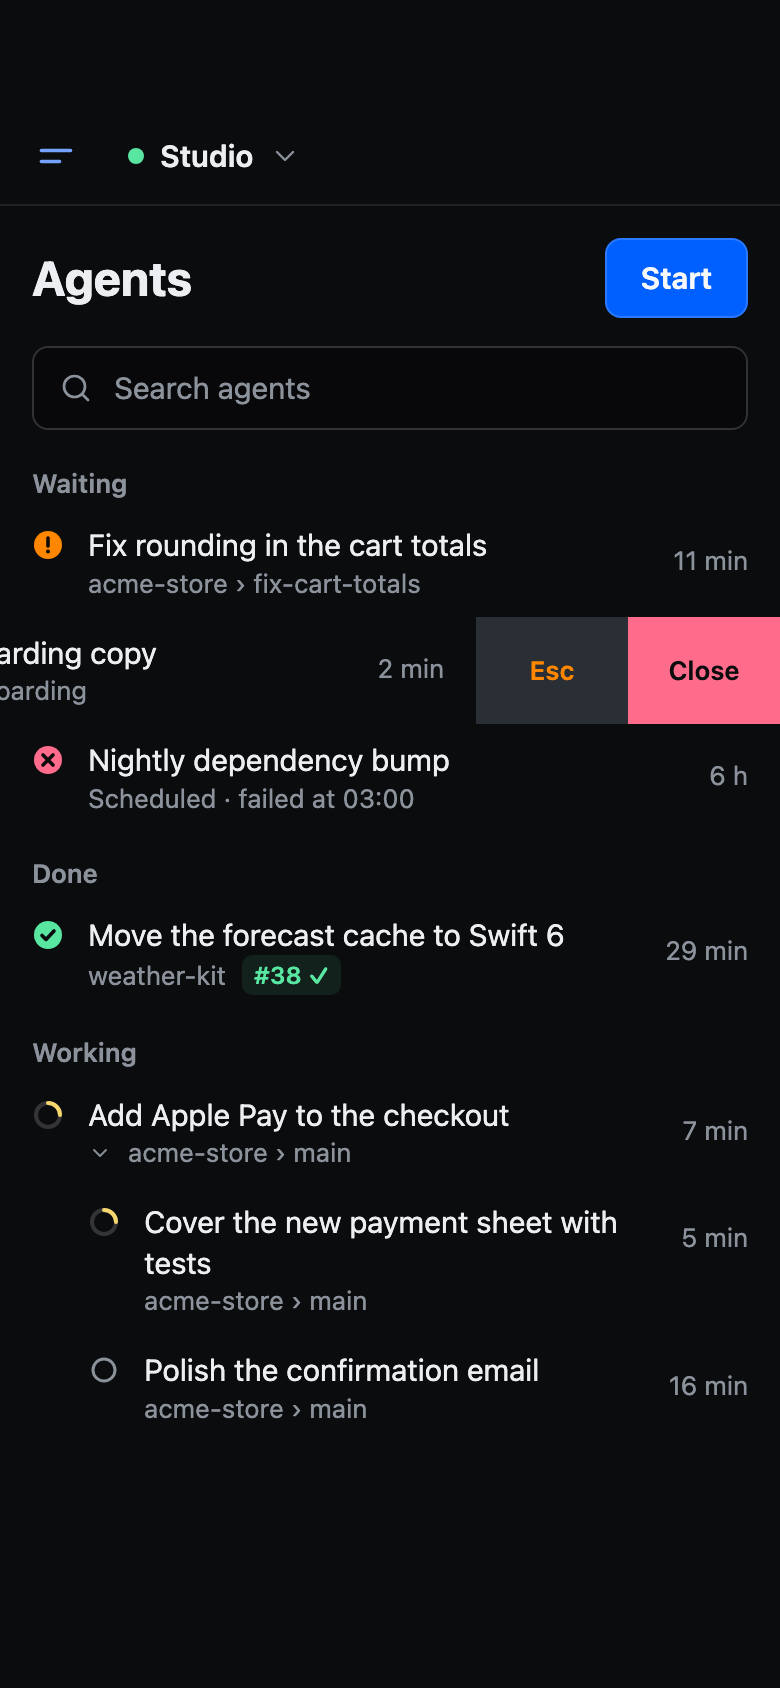 Studio
Agents
Start
Search agents
Waiting
Fix rounding in the cart totals
11 min
acme-store › fix-cart-totals
arding copy
2 min
Esc
Close
oarding
Nightly dependency bump
6 h
Scheduled · failed at 03:00
Done
Move the forecast cache to Swift 6
29 min
weather-kit #38 ✓
Working
Add Apple Pay to the checkout
7 min
acme-store › main
Cover the new payment sheet with
tests
5 min
acme-store › main
Polish the confirmation email
16 min
acme-store › main